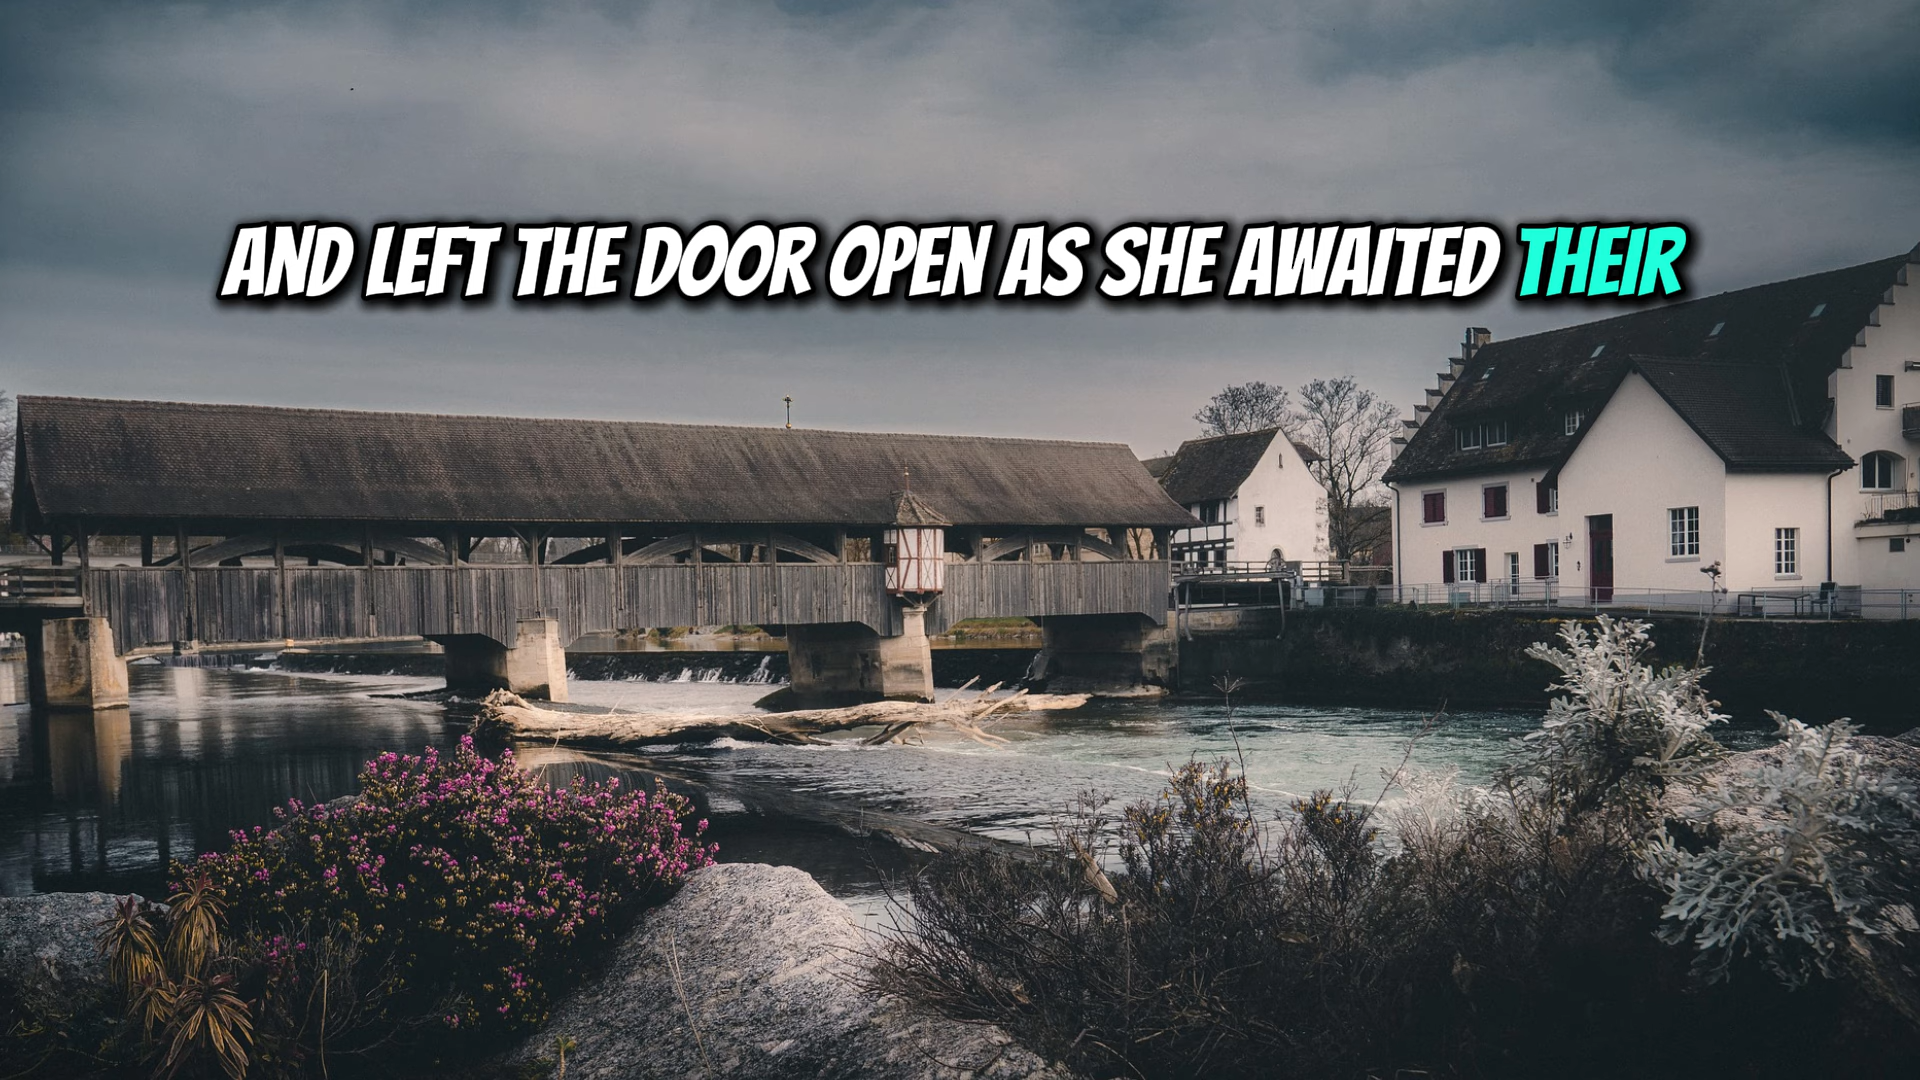 AND LEFT THE DOOR OPEN AS SHE AWAITED THEIR